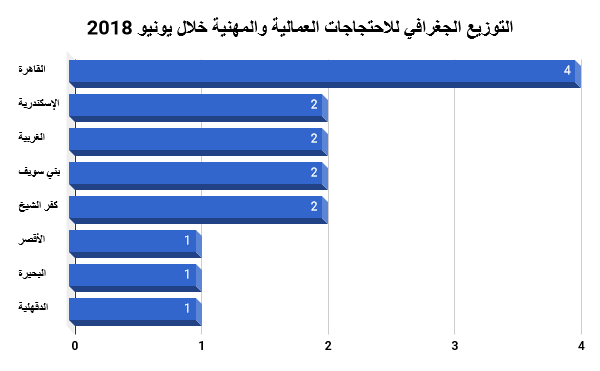 التوزيع الجغرافي للاحتجاجات العمالية والمهنية خلال يونيو 2018
القاهرة 4
الإسكندرية 2
الغربية 2
بني سويف 2
كفر الشيخ 2
الأقصر 1
البحيرة 1
الدقهلية 1
0 1 2 3 4